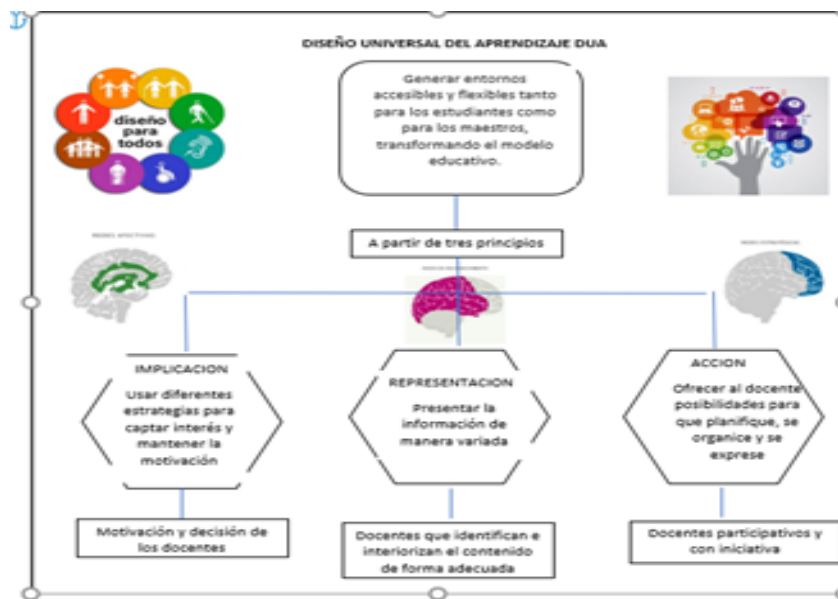 DISEÑO UNIVERSAL DEL APRENDIZAJE DUA
diseño
para
todos
Generar entornos
accesibles y flexibles tanto
para los estudiantes como
para los maestros,
transformando el modelo
educativo.
A partir de tres principios
REDES AFECTIVAS
IMPLICACION
Usar diferentes
estrategias para
captar interés y
mantener la
motivación
REPRESENTACION
Presentar la
información de
manera variada
ACCION
Ofrecer al docente
posibilidades para
que planifique, se
organice y se
exprese
Motivación y decisión de
los docentes
Docentes que identifican e
interiorizan el contenido
de forma adecuada
Docentes participativos y
con iniciativa